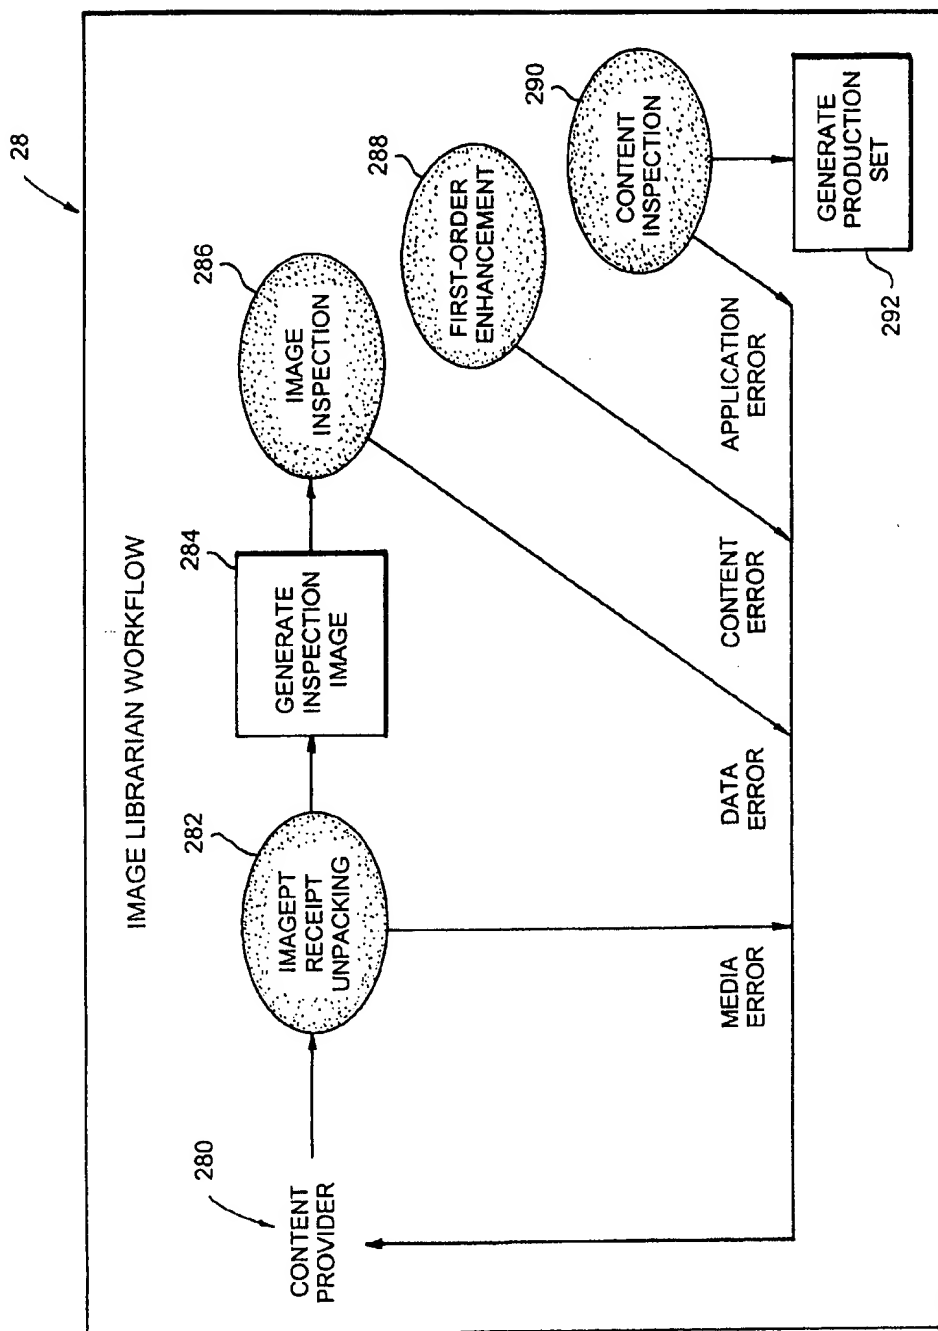 28
IMAGE LIBRARIAN WORKFLOW
280
CONTENT
PROVIDER
282
IMAGEPT
RECEIPT
UNPACKING
284
GENERATE
INSPECTION
IMAGE
286
IMAGE
INSPECTION
288
FIRST-ORDER
ENHANCEMENT
290
CONTENT
INSPECTION
MEDIA
ERROR
DATA
ERROR
CONTENT
ERROR
APPLICATION
ERROR
GENERATE
PRODUCTION
SET
292